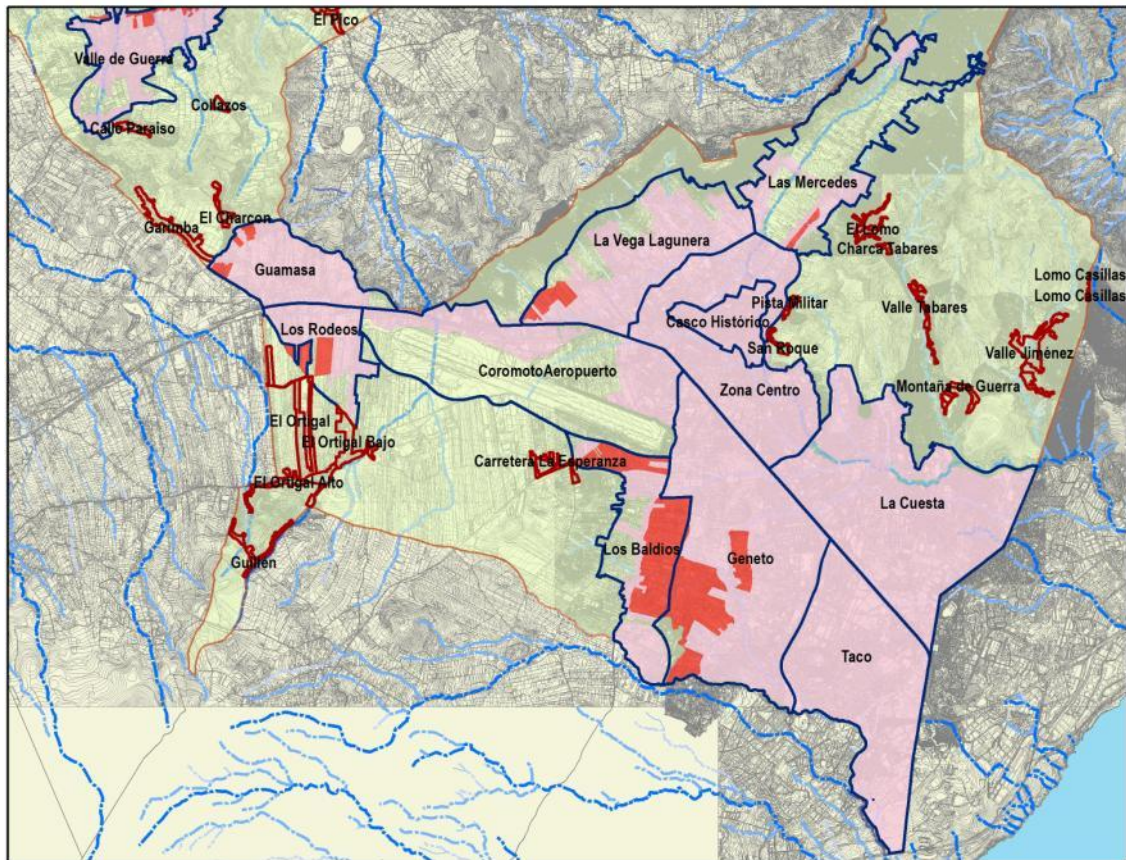 El Pico
Valle de Guerra
Collazos
Calle Paraiso
Garimba
El Charcon
Guamasa
Las Mercedes
La Vega Lagunera
El Lomo
Charca Tabares
Lomo Casillas
Lomo Casillas
Pista Militar
Valle Tabares
Casco Histórico
Los Rodeos
San Roque
Valle Jiménez
CoromotoAeropuerto
Zona Centro
Montaña de Guerra
El Ortigal
El Ortigal Bajo
Carretera La Esperanza
El Ortigal Alto
La Cuesta
Los Baldios
Geneto
Guillen
Taco